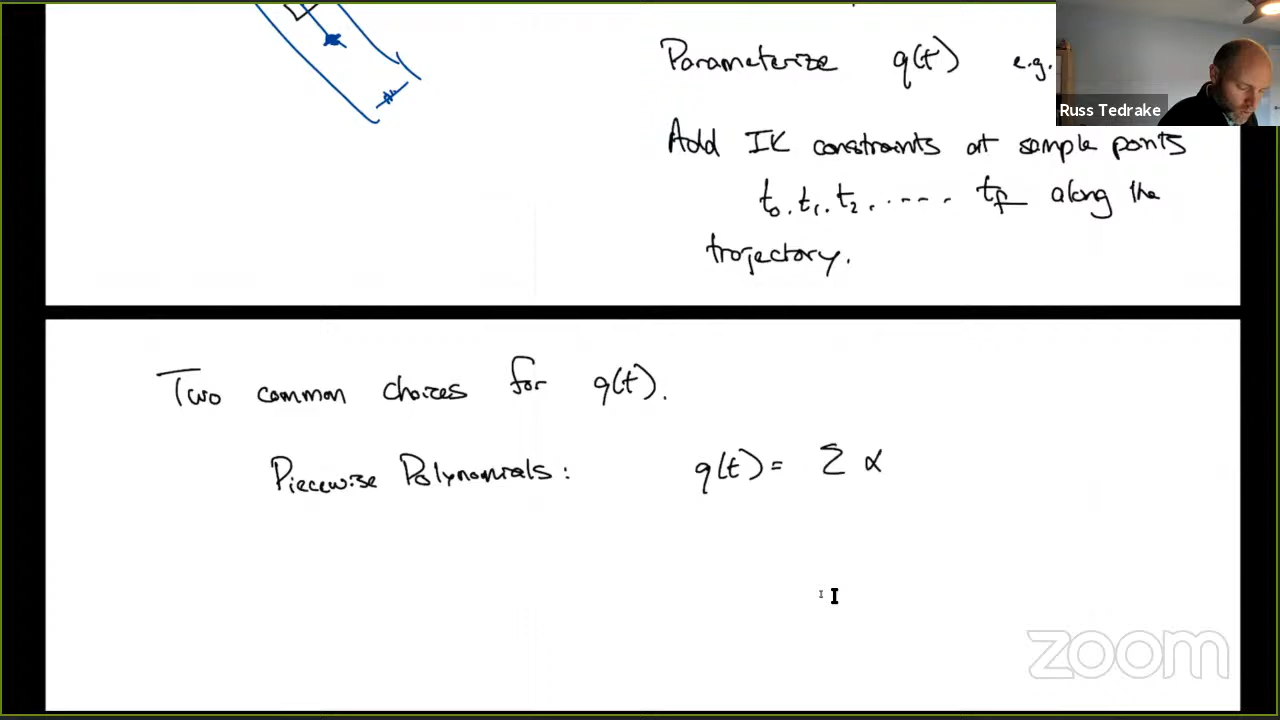 Parameterize q(t) e.g.
Russ Tedrake
Add IK constraints at sample points
t₀, t₁, t₂, . . - - - . t_f along the
trajectory.
Two common choices for q(t).
Piecewise Polynomials: q(t) = Σ α
zoom